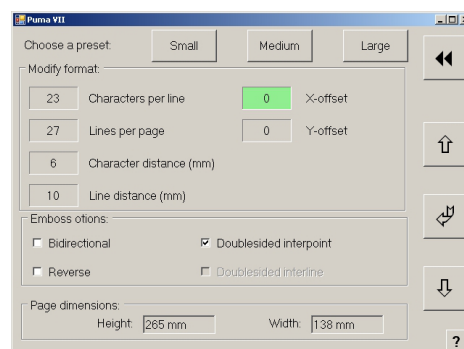 Puma VII
Choose a preset: Small Medium Large
Modify format:
23 Characters per line 0 X-offset
27 Lines per page 0 Y-offset
6 Character distance (mm)
10 Line distance (mm)
Emboss otions:
Bidirectional Doublesided interpoint
Reverse Doublesided interline
Page dimensions:
Height: 265 mm Width: 138 mm
?